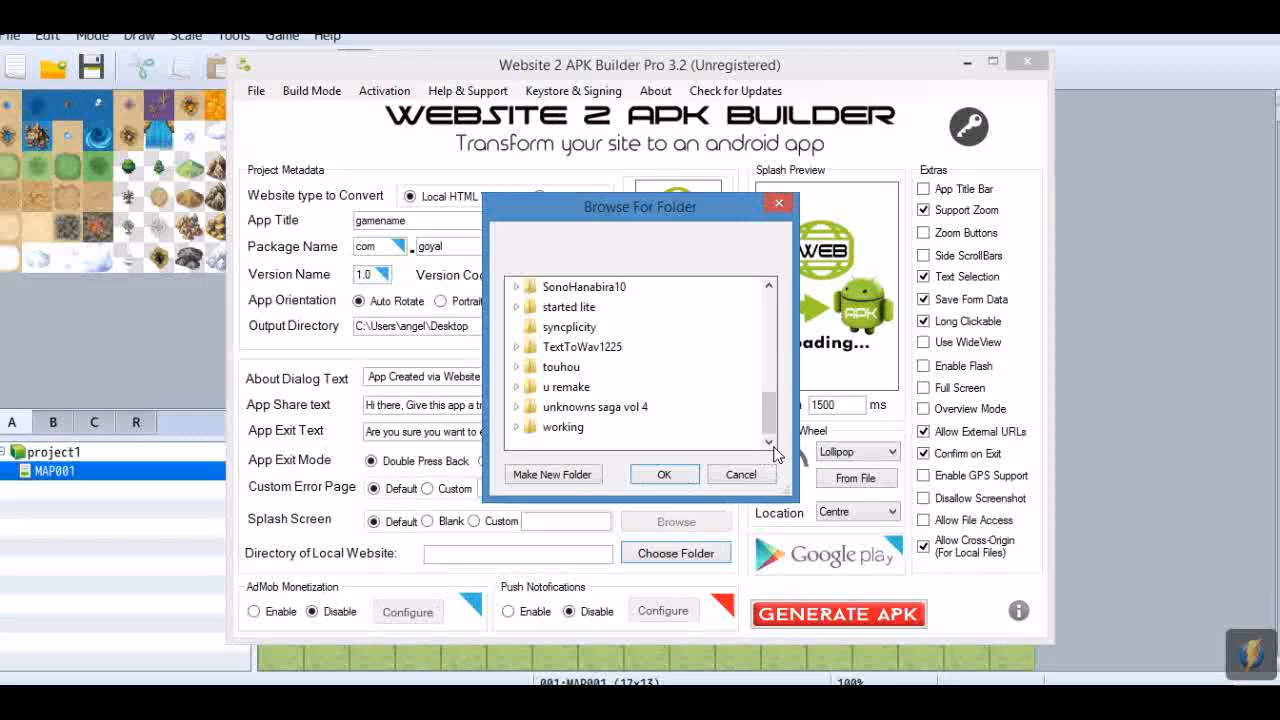 File Edit Mode Draw Scale Tools Game Help
Website 2 APK Builder Pro 3.2 (Unregistered)
File Build Mode Activation Help & Support Keystore & Signing About Check for Updates
WEBSITE 2 APK BUILDER
Transform your site to an android app
Project Metadata
Website type to Convert Local HTML
App Title gamename
Package Name com . goyal
Version Name 1.0 Version Co
App Orientation Auto Rotate Portrait
Output Directory C:\Users\angel\Desktop
About Dialog Text App Created via Website
App Share text Hi there, Give this app a t
App Exit Text Are you sure you want to e
App Exit Mode Double Press Back
Custom Error Page Default Custom
Splash Screen Default Blank Custom Browse
Directory of Local Website: Choose Folder
AdMob Monetization
Enable Disable Configure
Push Notofications
Enable Disable Configure
Browse For Folder
SonoHanabira10
started lite
syncplicity
TextToWav1225
touhou
u remake
unknowns saga vol 4
working
Make New Folder OK Cancel
Splash Preview
WEB
ading...
1500 ms
Wheel
Lollipop
From File
Location Centre
Google play
GENERATE APK
Extras
App Title Bar
Support Zoom
Zoom Buttons
Side ScrollBars
Text Selection
Save Form Data
Long Clickable
Use WideView
Enable Flash
Full Screen
Overview Mode
Allow External URLs
Confirm on Exit
Enable GPS Support
Disallow Screenshot
Allow File Access
Allow Cross-Origin
(For Local Files)
A B C R
project1
MAP001
001:MAP001 (17x13) 100%